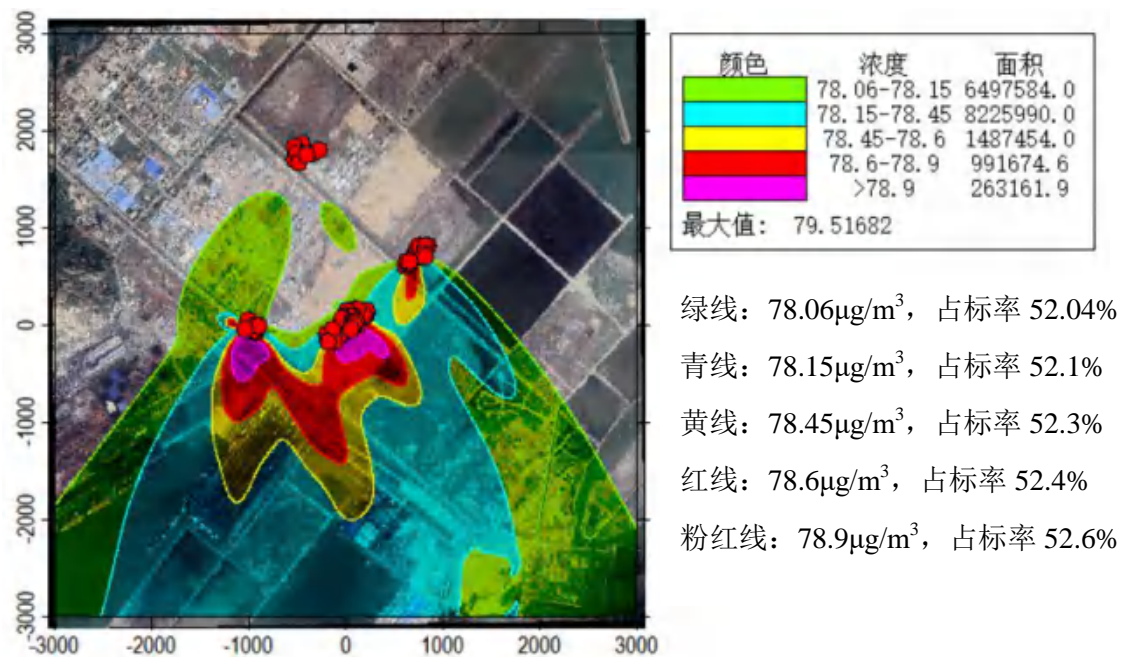 3000
2000
1000
0
-1000
-2000
-3000
-3000 -2000 -1000 0 1000 2000 3000
颜色 浓度 面积
78.06-78.15 6497584.0
78.15-78.45 8225990.0
78.45-78.6 1487454.0
78.6-78.9 991674.6
>78.9 263161.9
最大值: 79.51682
绿线：78.06μg/m³，占标率 52.04%
青线：78.15μg/m³，占标率 52.1%
黄线：78.45μg/m³，占标率 52.3%
红线：78.6μg/m³，占标率 52.4%
粉红线：78.9μg/m³，占标率 52.6%